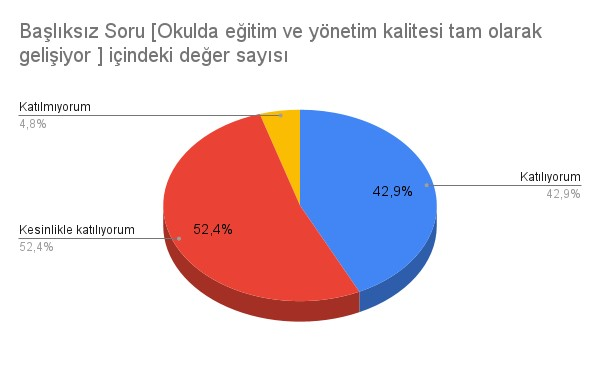 Başlıksız Soru [Okulda eğitim ve yönetim kalitesi tam olarak
gelişiyor ] içindeki değer sayısı
Katılmıyorum
4,8%
Katılıyorum
42,9%
42,9%
Kesinlikle katılıyorum
52,4%
52,4%